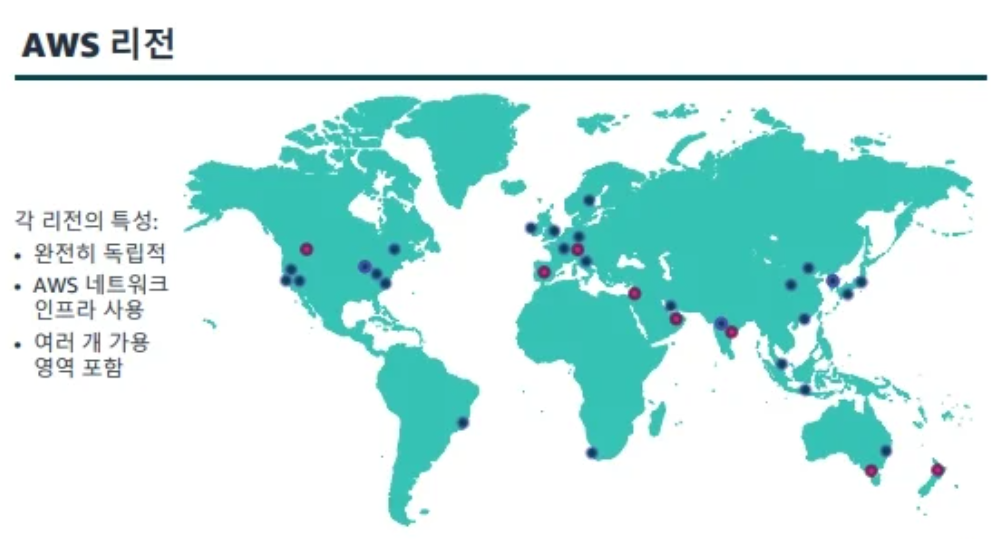 AWS 리전
각 리전의 특성:
• 완전히 독립적
• AWS 네트워크
인프라 사용
• 여러 개 가용
영역 포함